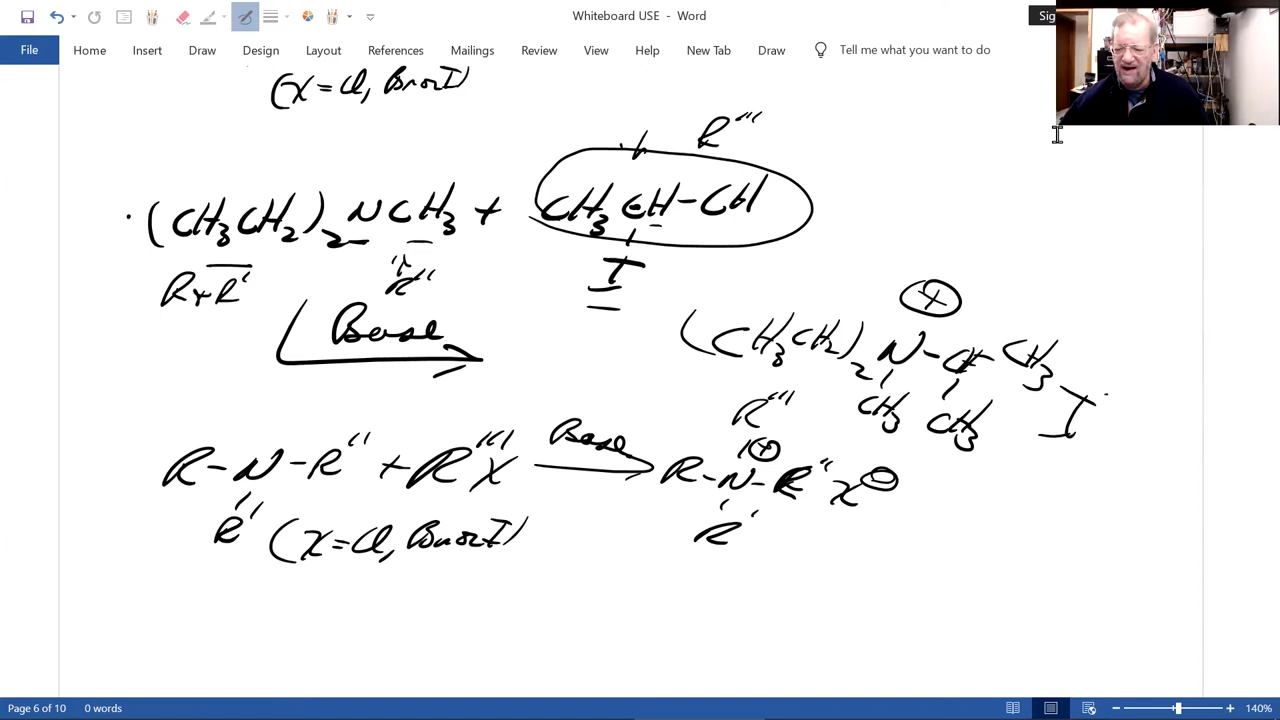 Whiteboard USE - Word
Sig
File Home Insert Draw Design Layout References Mailings Review View Help New Tab Draw Tell me what you want to do
(X = Cl, Br or I)
+ R'''
(CH3CH2)2NCH3 + CH3CH-CH
R + R' R'' I
Base
⊕
(CH3CH2)2N-CH-CH3
CH3 CH3 I
R'''
R-N-R'' + R'''X Base R-N-R'' X⊖
⊕
R' (X = Cl, Br or I) R'
Page 6 of 10 0 words 140%